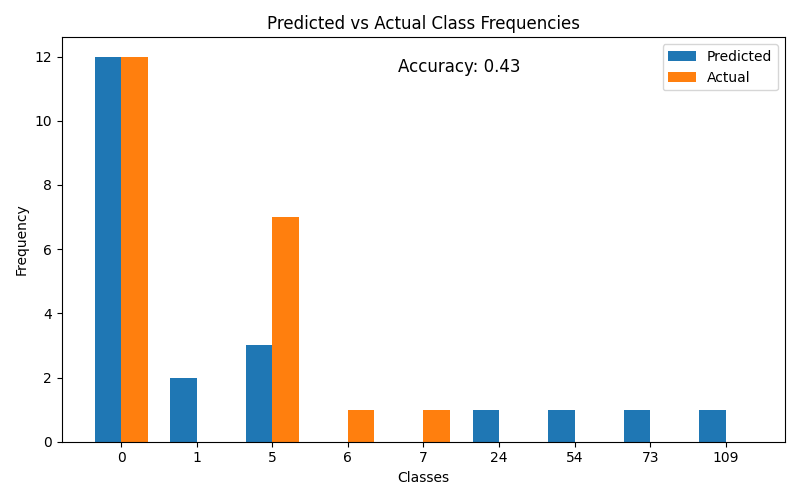 Predicted vs Actual Class Frequencies
Accuracy: 0.43
Predicted
Actual
Frequency
12
10
8
6
4
2
0
0 1 5 6 7 24 54 73 109
Classes